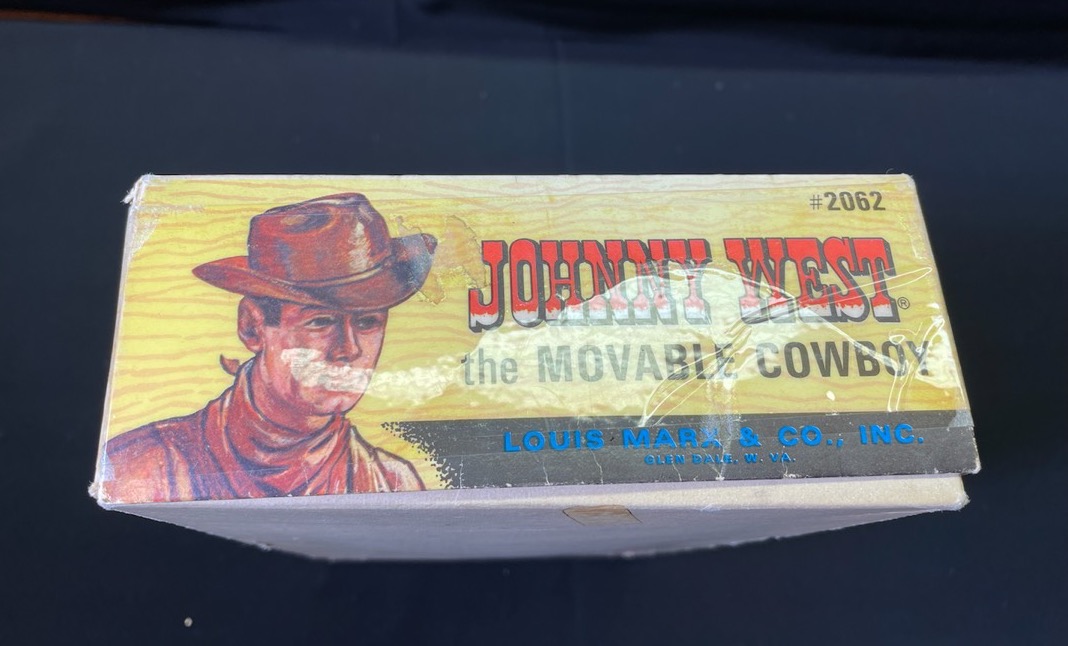 #2062
JOHNNY WEST®
the MOVABLE COWBOY
LOUIS MARX & CO., INC.
GLEN DALE, W. VA.